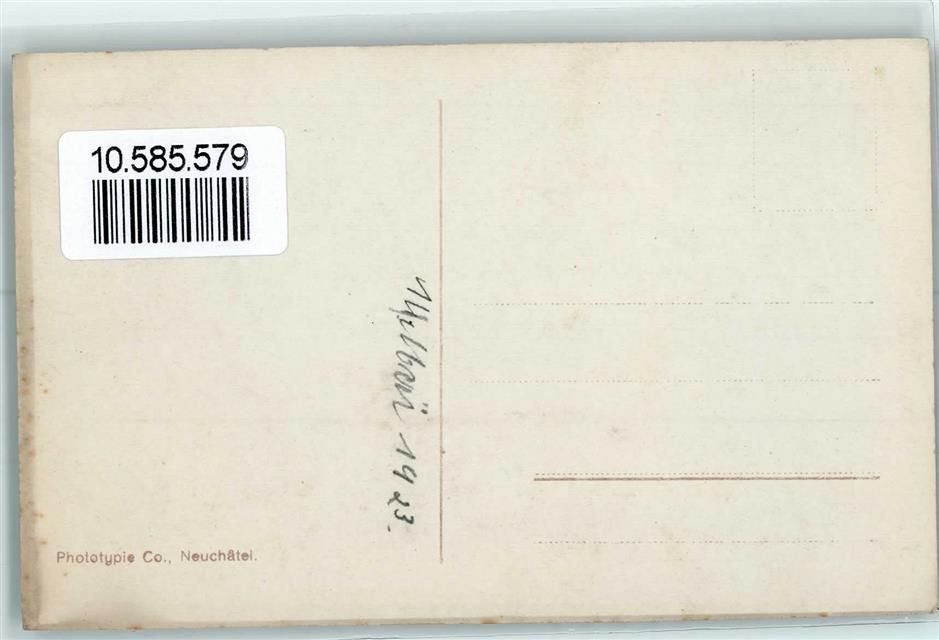 10.585.579
1923.
Phototypie Co., Neuchâtel.